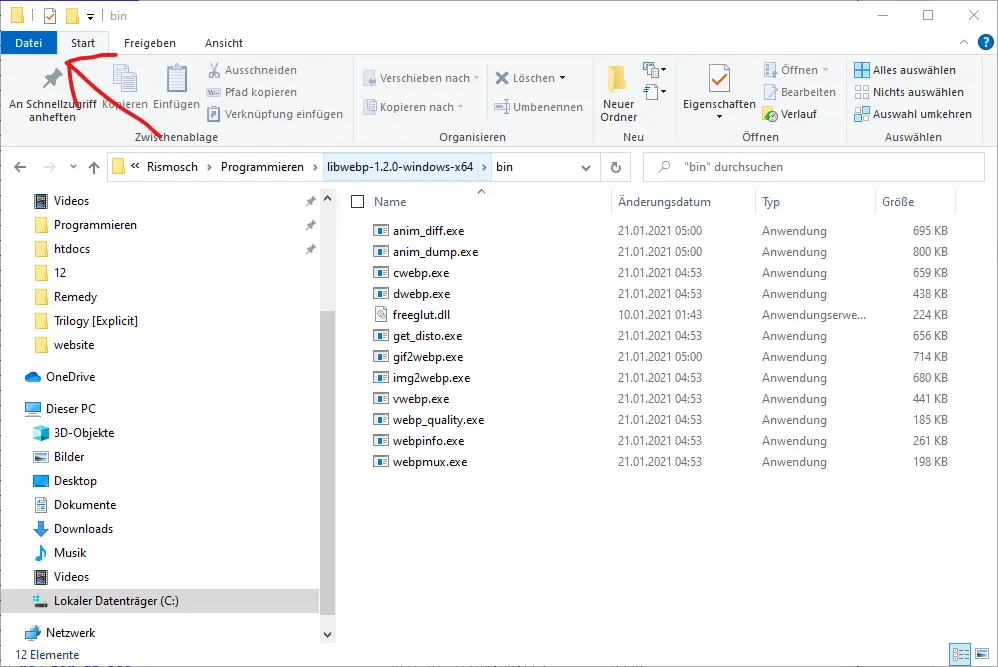 bin
Datei Start Freigeben Ansicht
An Schnellzugriff anheften
Kopieren
Einfügen
Ausschneiden
Pfad kopieren
Verknüpfung einfügen
Zwischenablage
Verschieben nach
Kopieren nach
Löschen
Umbenennen
Organisieren
Neuer Ordner
Neu
Eigenschaften
Öffnen
Bearbeiten
Verlauf
Öffnen
Alles auswählen
Nichts auswählen
Auswahl umkehren
Auswählen
« Rismosch > Programmieren > libwebp-1.2.0-windows-x64 > bin
"bin" durchsuchen
Videos
Programmieren
htdocs
12
Remedy
Trilogy [Explicit]
website
OneDrive
Dieser PC
3D-Objekte
Bilder
Desktop
Dokumente
Downloads
Musik
Videos
Lokaler Datenträger (C:)
Netzwerk
Name Änderungsdatum Typ Größe
anim_diff.exe 21.01.2021 05:00 Anwendung 695 KB
anim_dump.exe 21.01.2021 05:00 Anwendung 800 KB
cwebp.exe 21.01.2021 04:53 Anwendung 659 KB
dwebp.exe 21.01.2021 04:53 Anwendung 438 KB
freeglut.dll 10.01.2021 01:43 Anwendungserwe... 224 KB
get_disto.exe 21.01.2021 04:53 Anwendung 656 KB
gif2webp.exe 21.01.2021 05:00 Anwendung 714 KB
img2webp.exe 21.01.2021 04:53 Anwendung 680 KB
vwebp.exe 21.01.2021 04:53 Anwendung 441 KB
webp_quality.exe 21.01.2021 04:53 Anwendung 185 KB
webpinfo.exe 21.01.2021 04:53 Anwendung 261 KB
webpmux.exe 21.01.2021 04:53 Anwendung 198 KB
12 Elemente